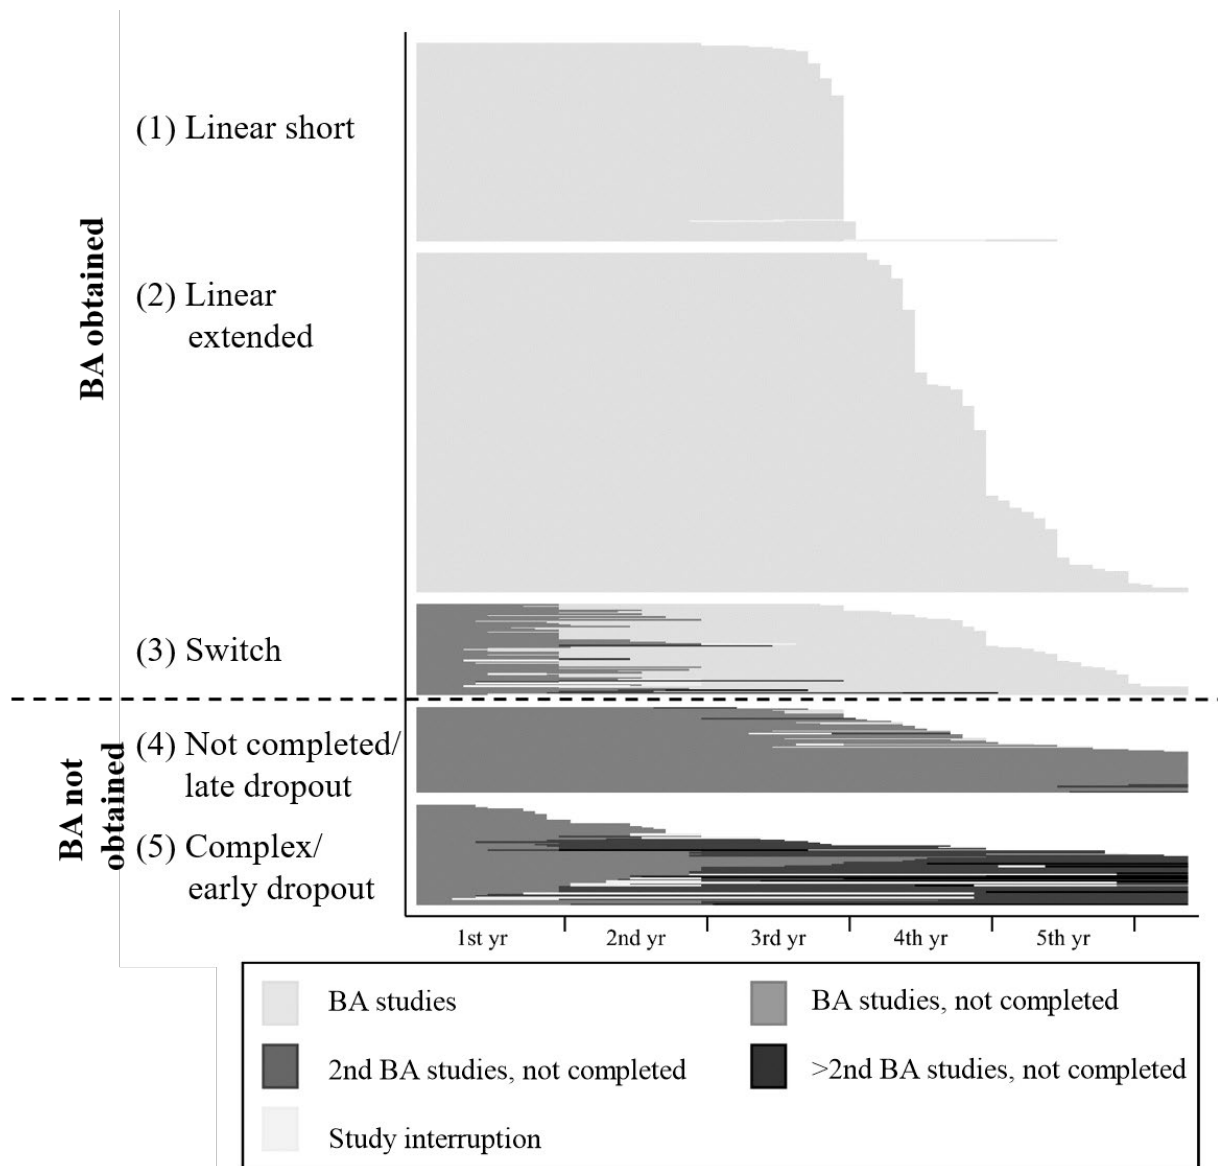 BA obtained
(1) Linear short
(2) Linear
extended
(3) Switch
BA not
obtained
(4) Not completed/
late dropout
(5) Complex/
early dropout
1st yr
2nd yr
3rd yr
4th yr
5th yr
BA studies
BA studies, not completed
2nd BA studies, not completed
>2nd BA studies, not completed
Study interruption